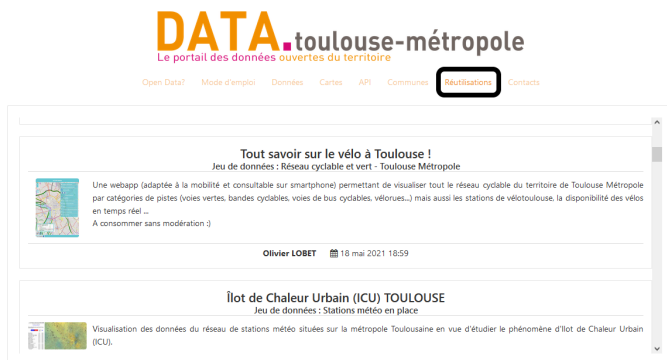 DATA.toulouse-métropole
Le portail des données ouvertes du territoire
Open Data? Mode d'emploi Données Cartes API Communes Réutilisations Contacts
Tout savoir sur le vélo à Toulouse !
Jeu de données : Réseau cyclable et vert - Toulouse Métropole
Une webapp (adaptée à la mobilité et consultable sur smartphone) permettant de visualiser tout le réseau cyclable du territoire de Toulouse Métropole
par catégories de pistes (voies vertes, bandes cyclables, voies de bus cyclables, vélorues...) mais aussi les stations de vélotoulouse, la disponibilité des vélos
en temps réel ...
A consommer sans modération :)
Olivier LOBET 18 mai 2021 18:59
Îlot de Chaleur Urbain (ICU) TOULOUSE
Jeu de données : Stations météo en place
Visualisation des données du réseau de stations météo situées sur la métropole Toulousaine en vue d'étudier le phénomène d'Ilot de Chaleur Urbain
(ICU).